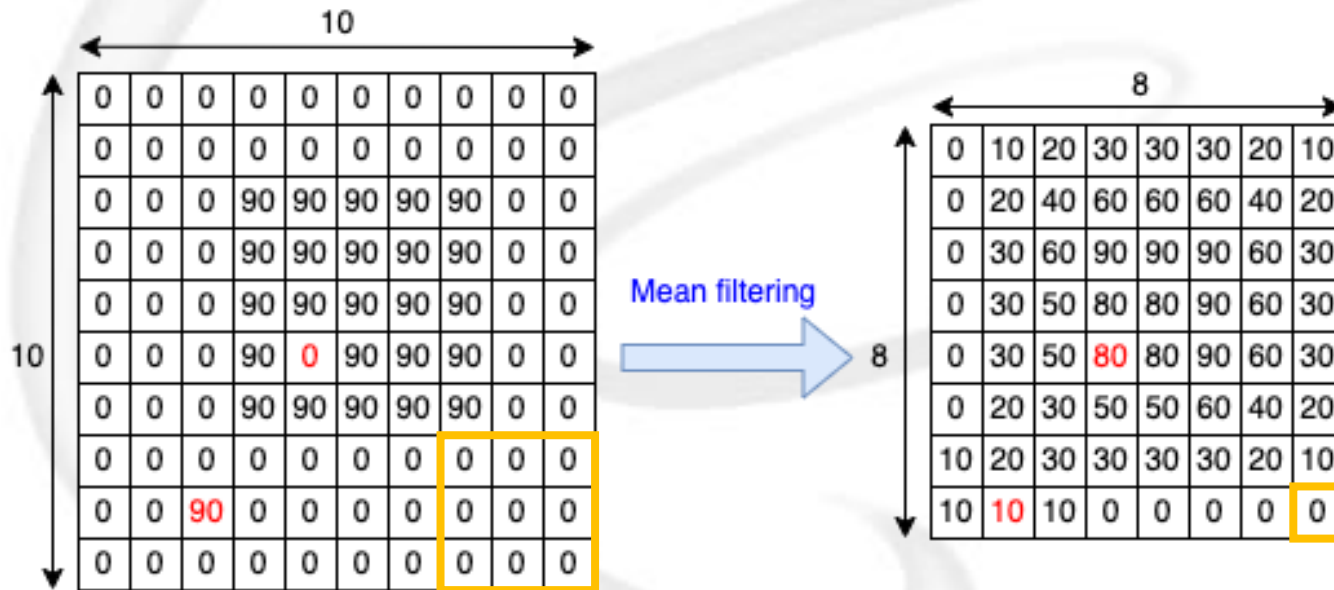 10
10
0 0 0 0 0 0 0 0 0 0
0 0 0 0 0 0 0 0 0 0
0 0 0 90 90 90 90 90 0 0
0 0 0 90 90 90 90 90 0 0
0 0 0 90 90 90 90 90 0 0
0 0 0 90 0 90 90 90 0 0
0 0 0 90 90 90 90 90 0 0
0 0 0 0 0 0 0 0 0 0
0 0 90 0 0 0 0 0 0 0
0 0 0 0 0 0 0 0 0 0
Mean filtering
8
8
0 10 20 30 30 30 20 10
0 20 40 60 60 60 40 20
0 30 60 90 90 90 60 30
0 30 50 80 80 90 60 30
0 30 50 80 80 90 60 30
0 20 30 50 50 60 40 20
10 20 30 30 30 30 20 10
10 10 10 0 0 0 0 0